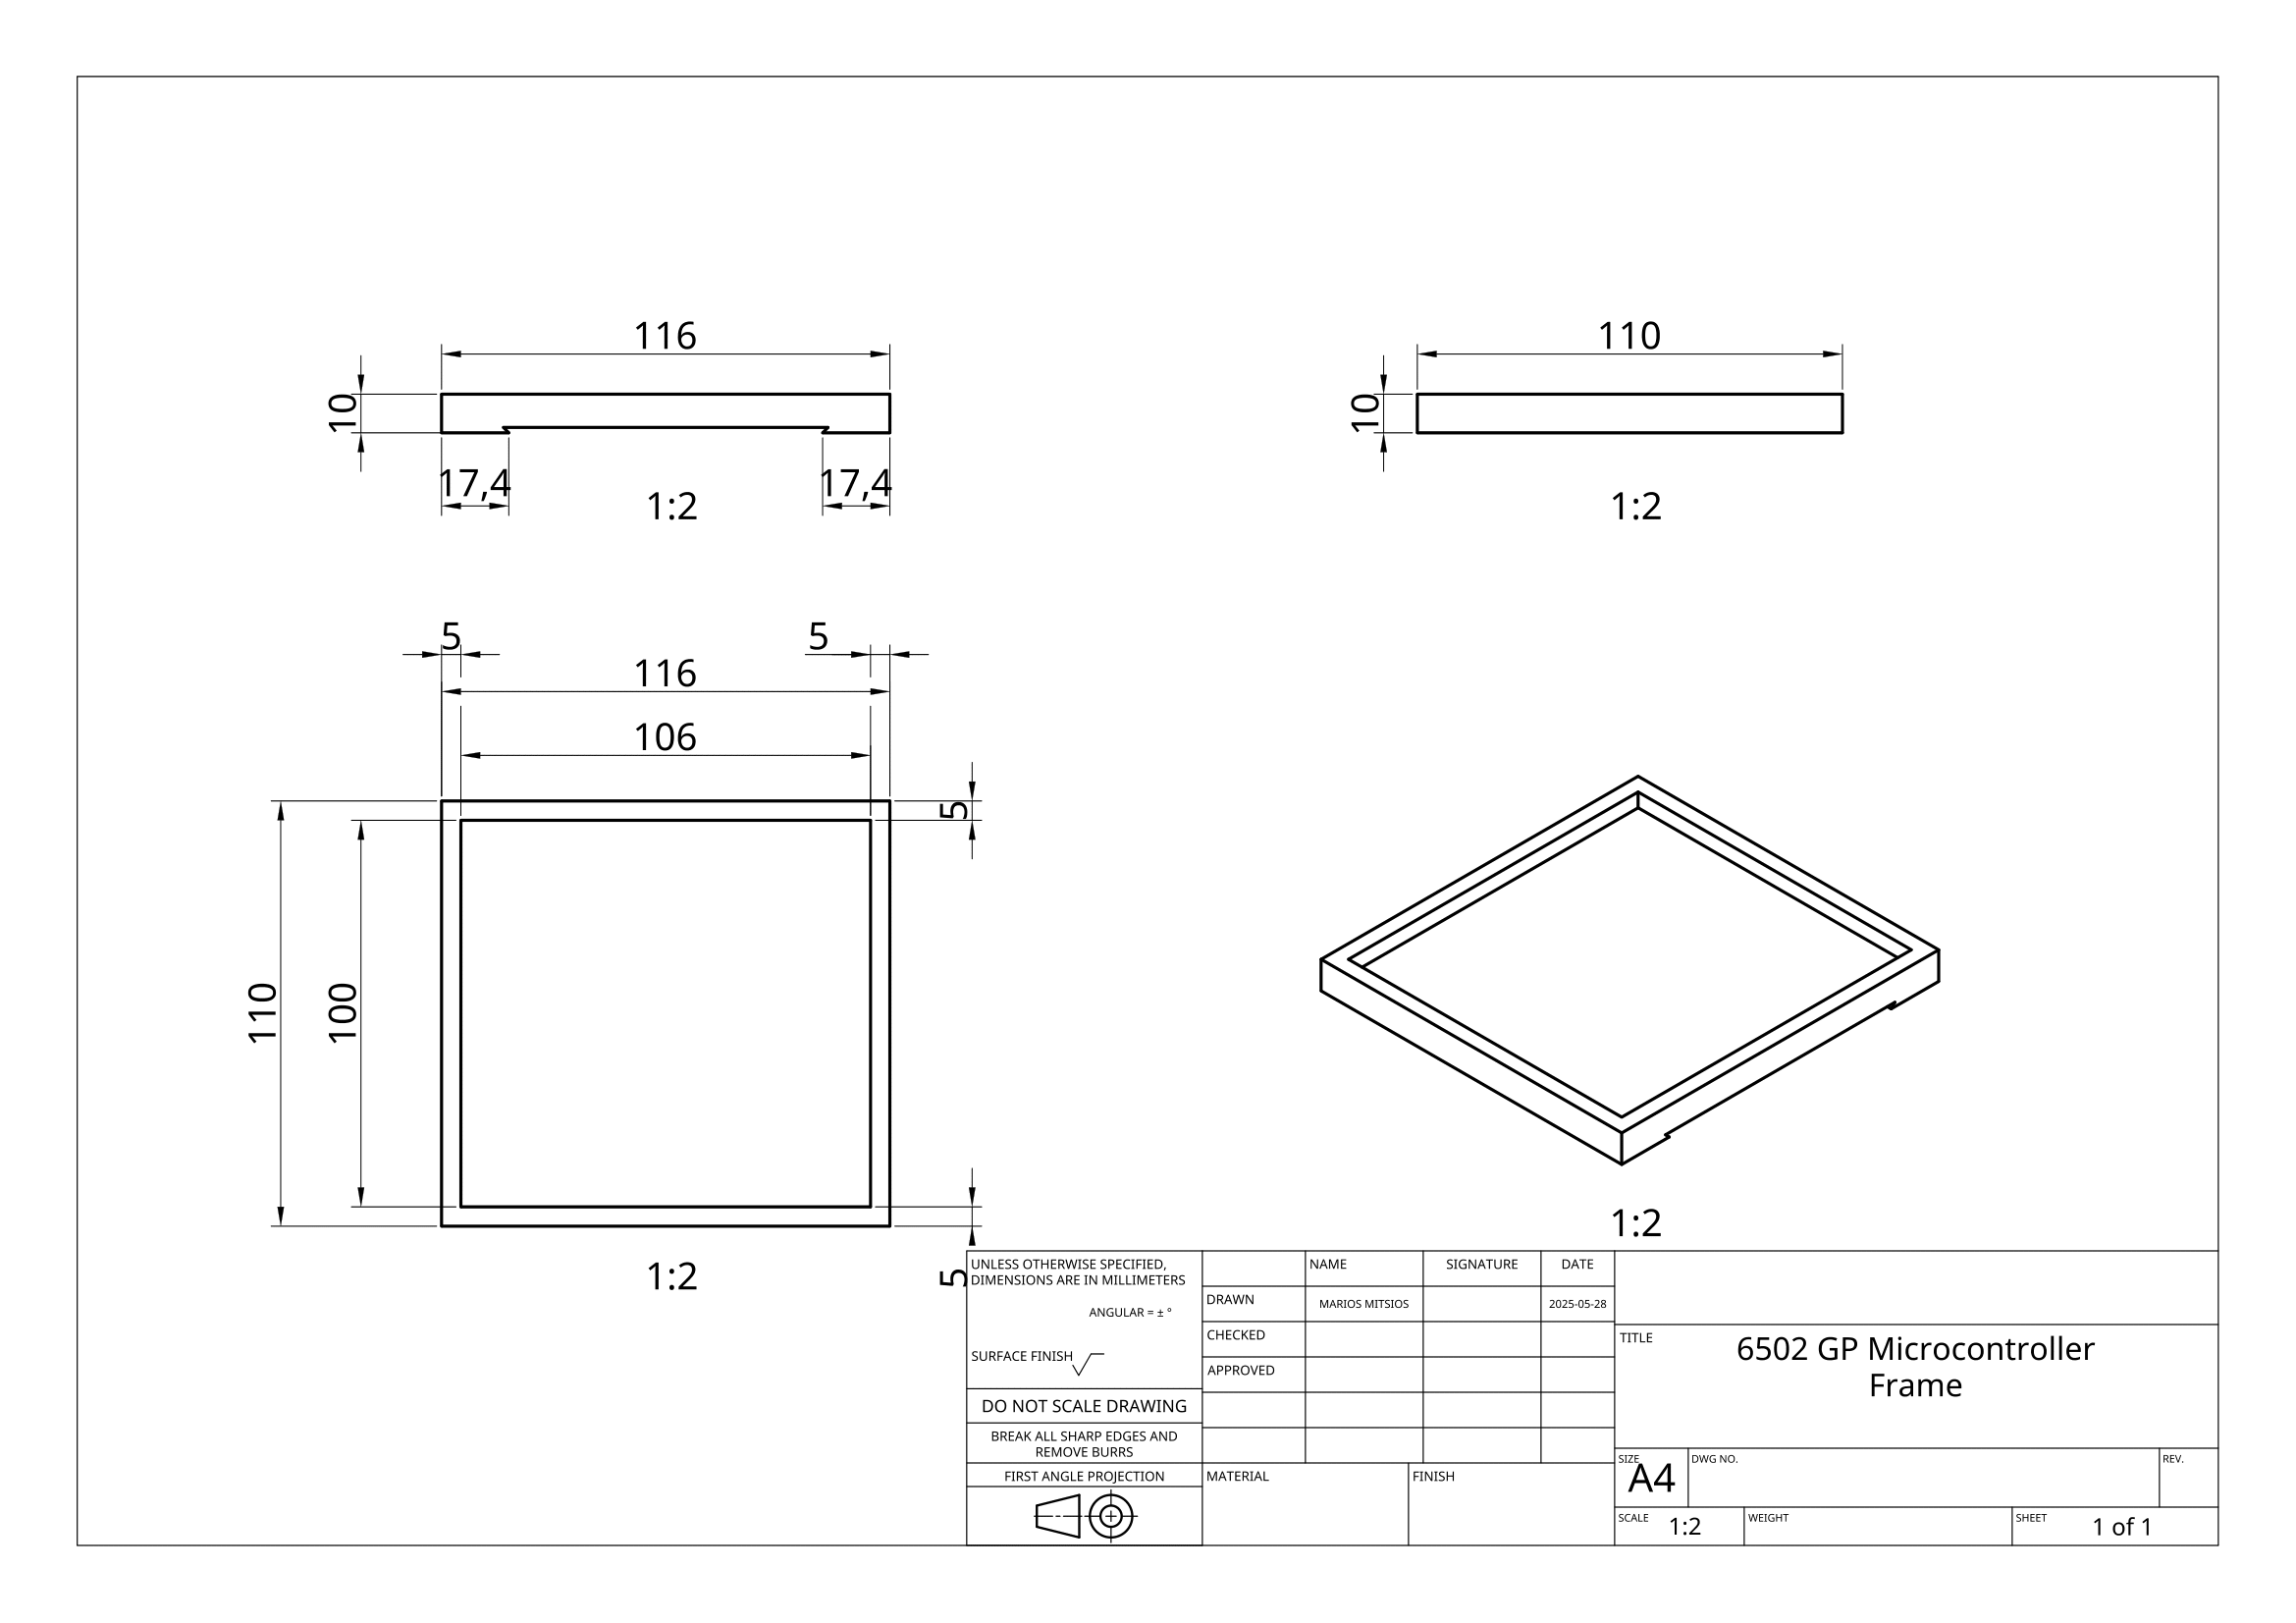 116
110
10
10
17,4
17,4
1:2
1:2
5
5
116
106
5
110
100
5
1:2
1:2
UNLESS OTHERWISE SPECIFIED,
DIMENSIONS ARE IN MILLIMETERS
ANGULAR = ± °
SURFACE FINISH
DO NOT SCALE DRAWING
BREAK ALL SHARP EDGES AND
REMOVE BURRS
FIRST ANGLE PROJECTION
NAME SIGNATURE DATE
DRAWN MARIOS MITSIOS 2025-05-28
CHECKED
APPROVED
MATERIAL FINISH
TITLE
6502 GP Microcontroller
Frame
SIZE DWG NO. REV.
A4
SCALE 1:2 WEIGHT SHEET 1 of 1